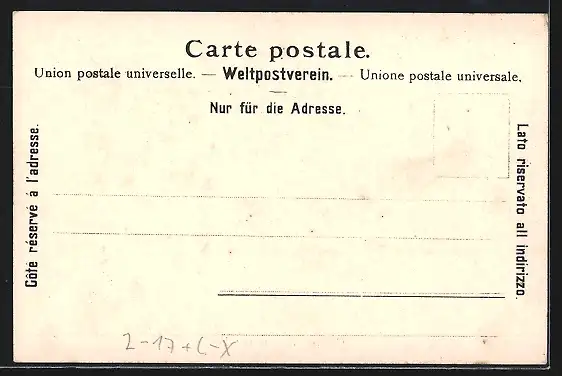 Carte postale.
Union postale universelle. — Weltpostverein. — Unione postale universale.
Nur für die Adresse.
Côté réservé à l'adresse.
Lato riservato all indirizzo.
2-17+L-X